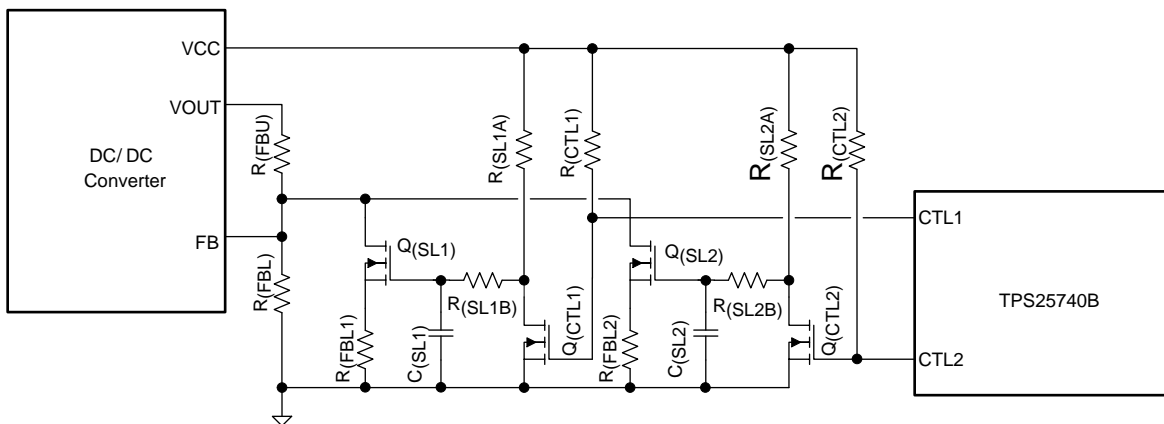 VCC
VOUT
DC/ DC
Converter
FB
R(FBU)
R(FBL)
R(FBL1)
Q(SL1)
C(SL1)
R(SL1B)
R(SL1A)
R(CTL1)
Q(CTL1)
Q(SL2)
R(FBL2)
C(SL2)
R(SL2B)
R(SL2A)
R(CTL2)
Q(CTL2)
CTL1
TPS25740B
CTL2